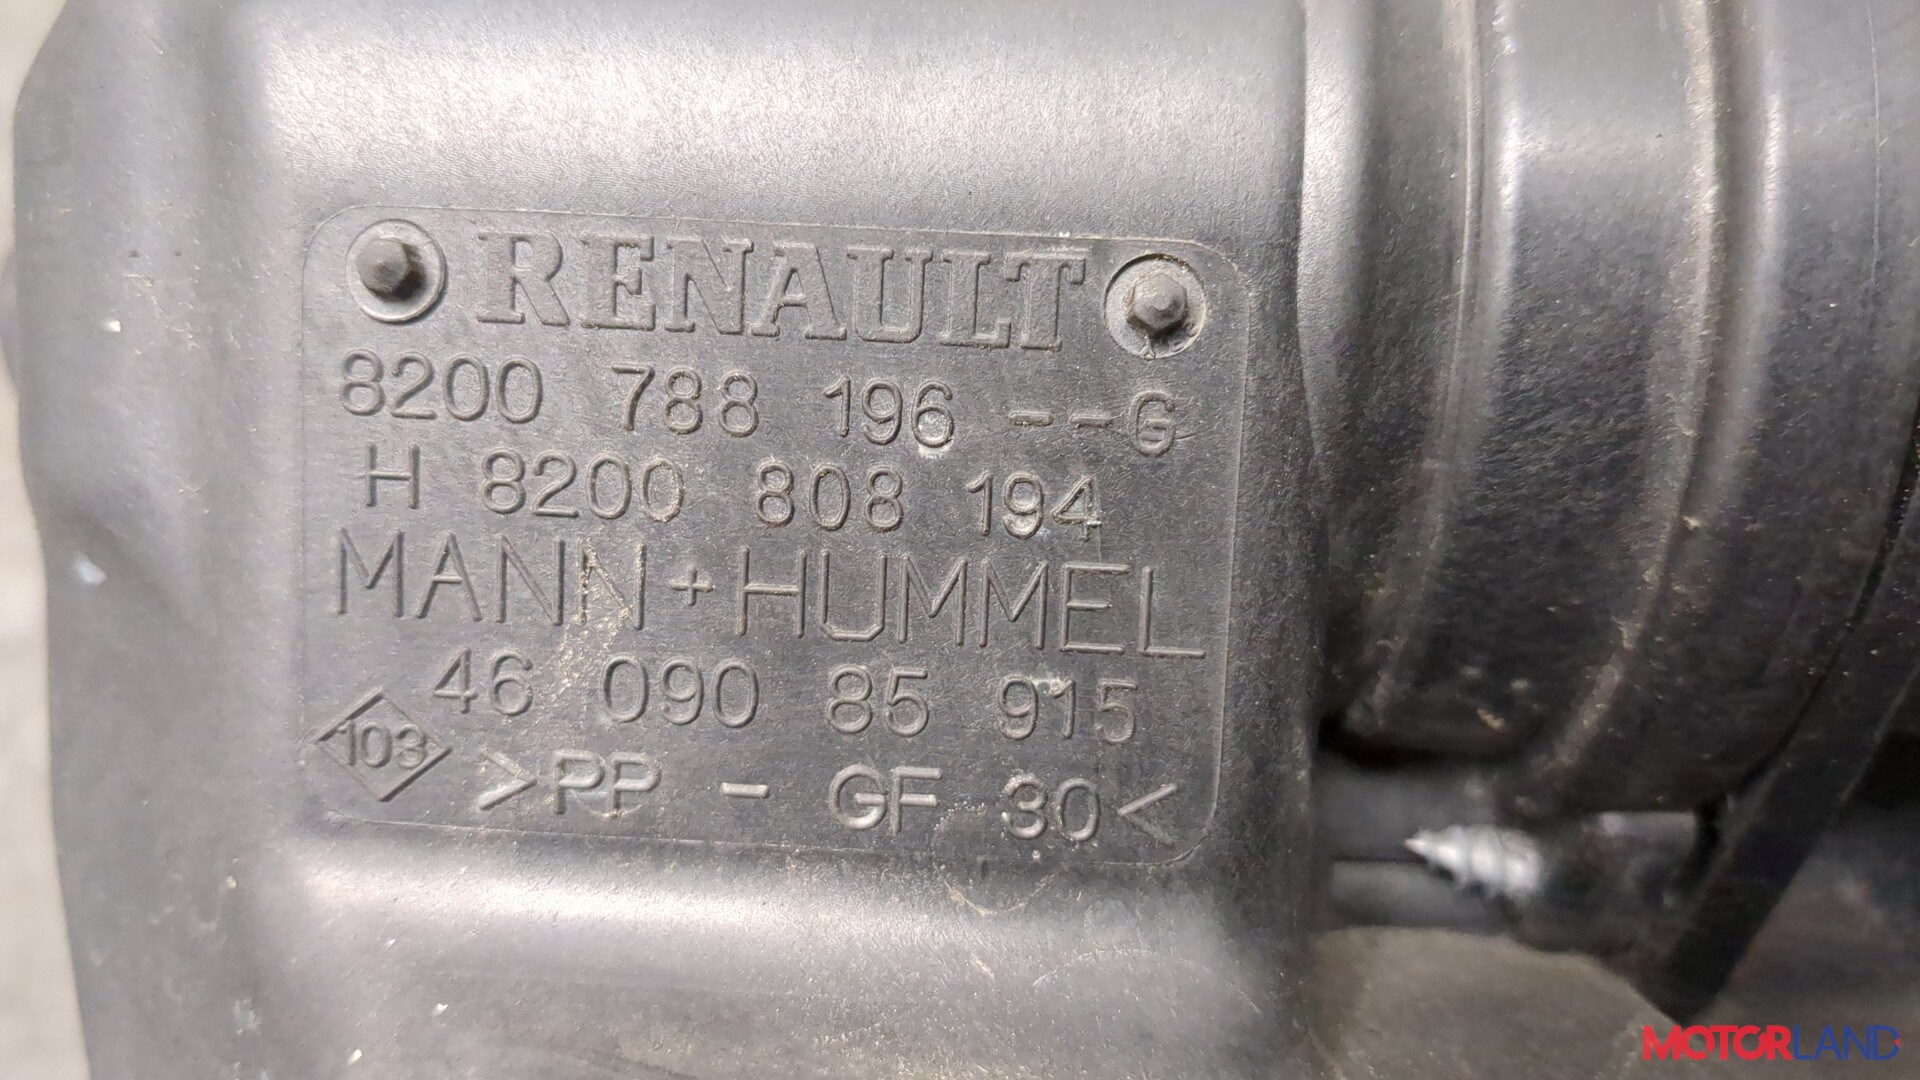 RENAULT
8200 788 196 --G
H 8200 808 194
MANN+HUMMEL
46 090 85 915
103 >PP - GF 30<
MOTORLAND